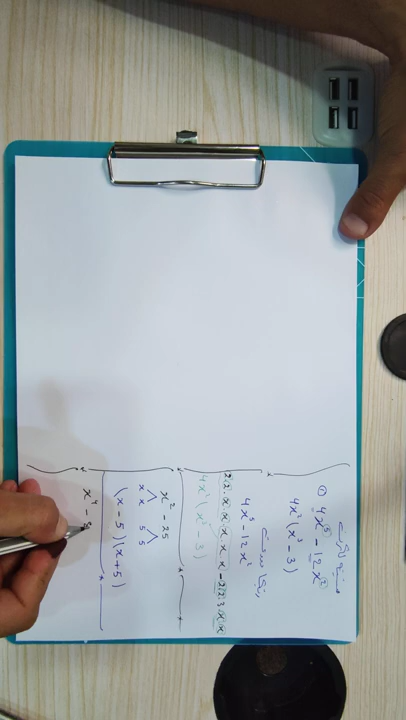 ① 4x⁵ - 12x²
4x²(x³ - 3)
4x⁵ - 12x²
2.2.x x x x x - 2.2.3.x x
4x²(x³ - 3)
x² - 25
x x 5 5
(x - 5)(x + 5)
x⁴ -